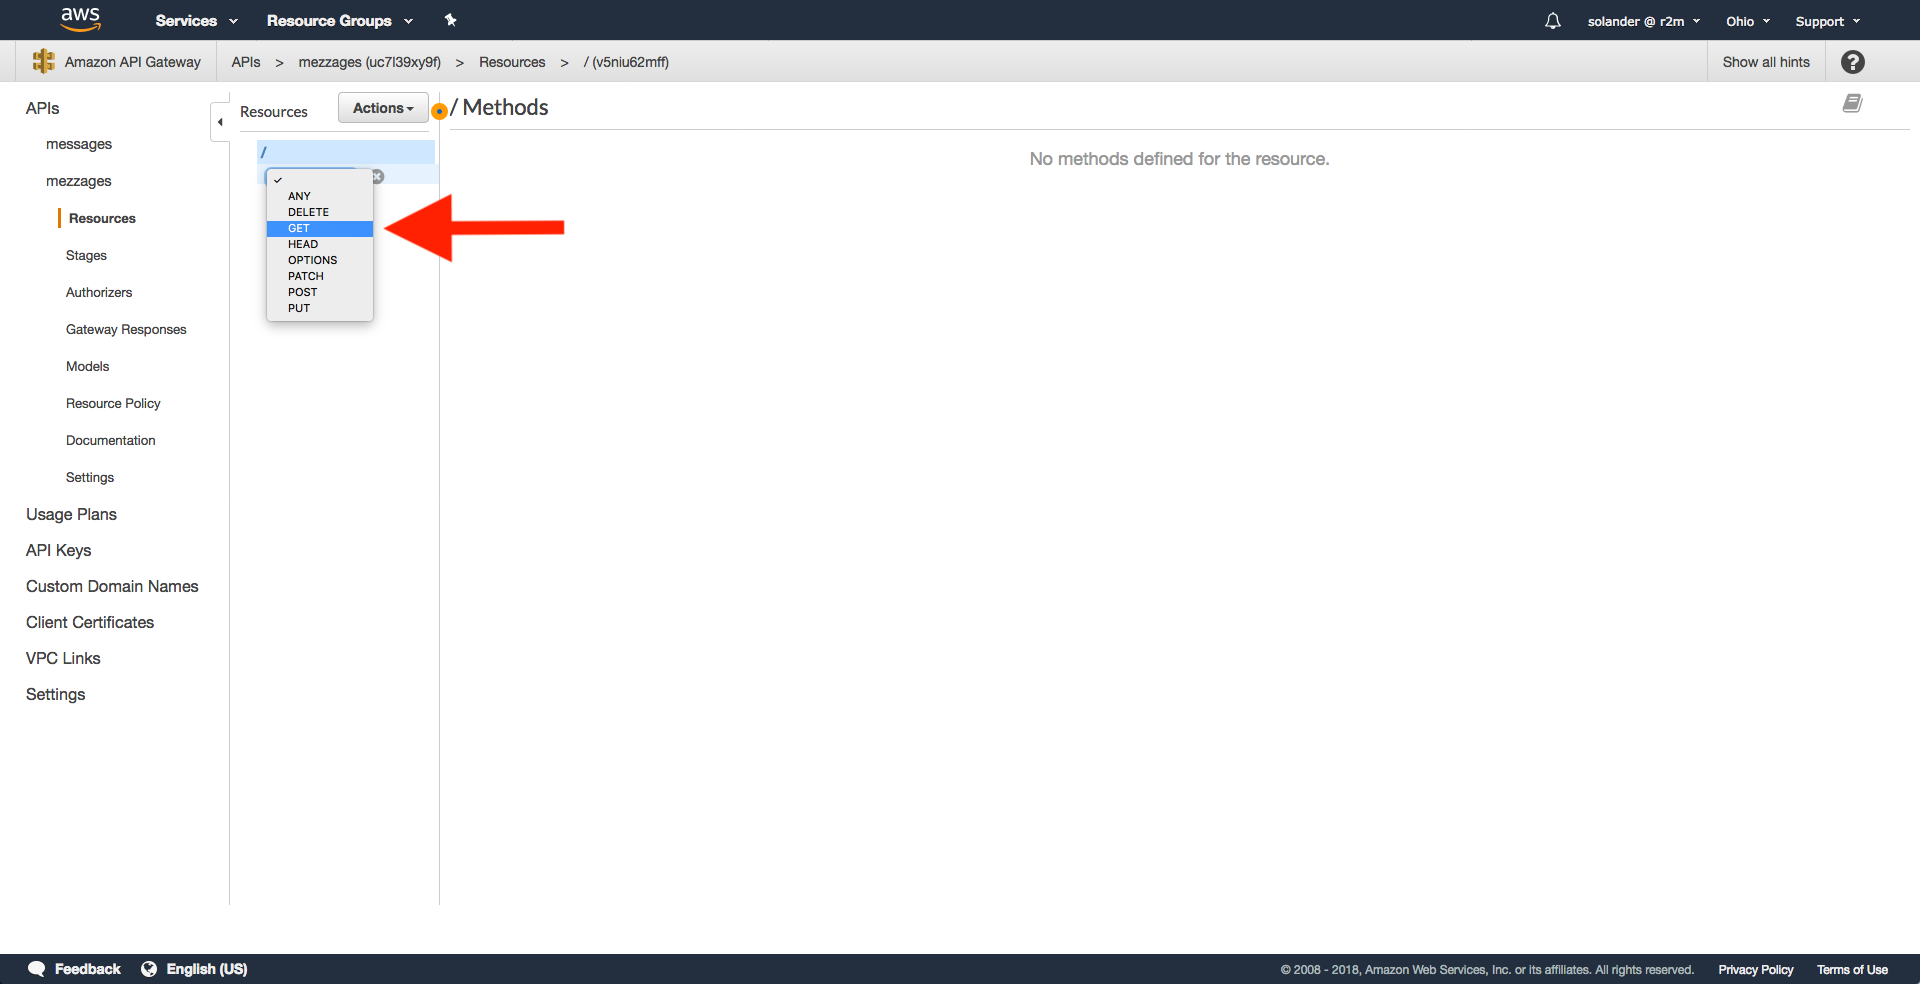 aws Services Resource Groups solander @ r2m Ohio Support
Amazon API Gateway APIs > mezzages (uc7l39xy9f) > Resources > / (v5niu62mff) Show all hints ?
APIs
messages
mezzages
Resources
Stages
Authorizers
Gateway Responses
Models
Resource Policy
Documentation
Settings
Usage Plans
API Keys
Custom Domain Names
Client Certificates
VPC Links
Settings
Resources Actions
/
ANY
DELETE
GET
HEAD
OPTIONS
PATCH
POST
PUT
/ Methods
No methods defined for the resource.
Feedback English (US) © 2008 - 2018, Amazon Web Services, Inc. or its affiliates. All rights reserved. Privacy Policy Terms of Use